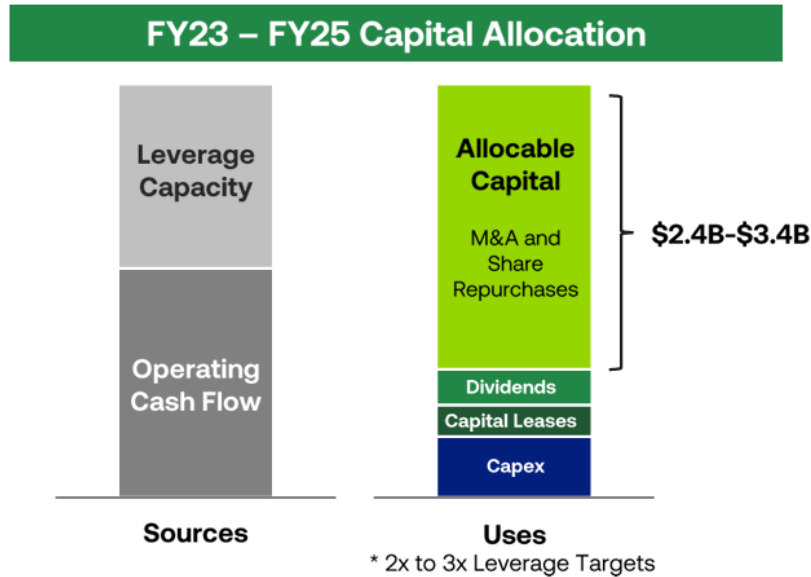 FY23 – FY25 Capital Allocation
Leverage
Capacity
Operating
Cash Flow
Sources
Allocable
Capital
M&A and
Share
Repurchases
$2.4B-$3.4B
Dividends
Capital Leases
Capex
Uses
* 2x to 3x Leverage Targets